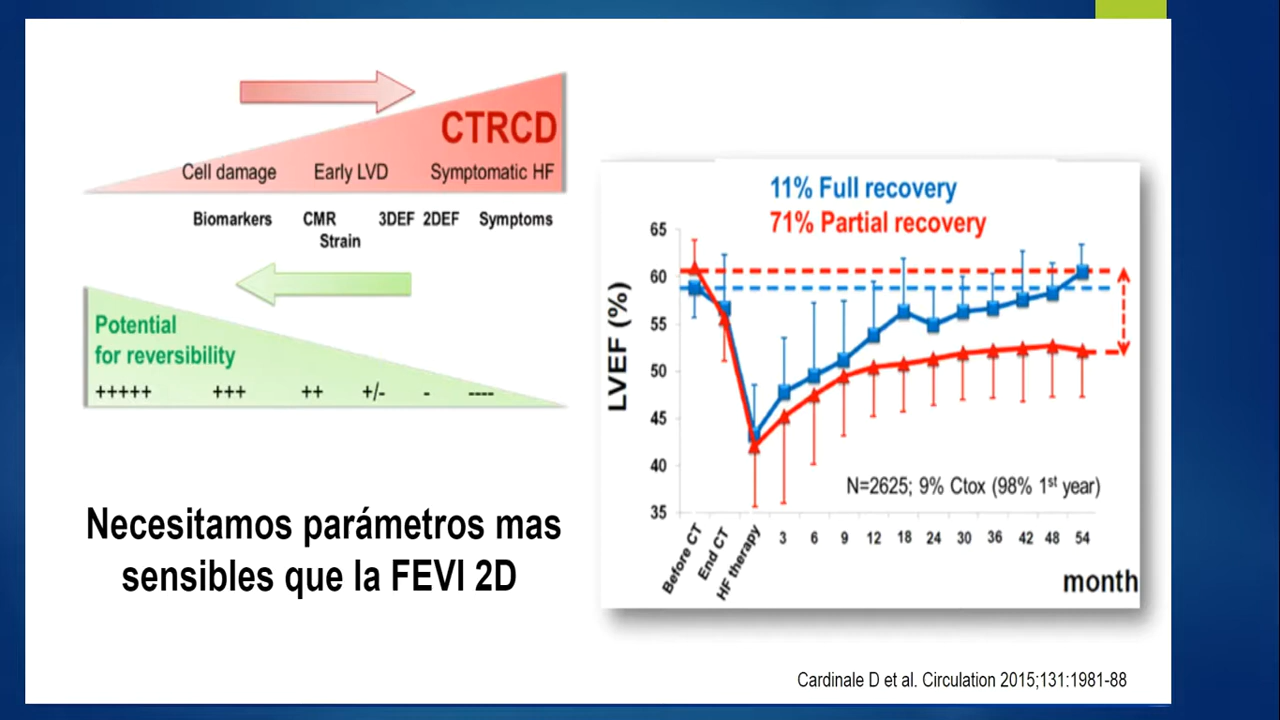 CTRCD
Cell damage Early LVD Symptomatic HF
Biomarkers CMR 3DEF 2DEF Symptoms
Strain
Potential
for reversibility
+++++ +++ ++ +/- - ----
Necesitamos parámetros mas
sensibles que la FEVI 2D
11% Full recovery
71% Partial recovery
LVEF (%)
65
60
55
50
45
40
35
N=2625; 9% Ctox (98% 1st year)
Before CT End CT HF therapy 3 6 9 12 18 24 30 36 42 48 54
month
Cardinale D et al. Circulation 2015;131:1981-88